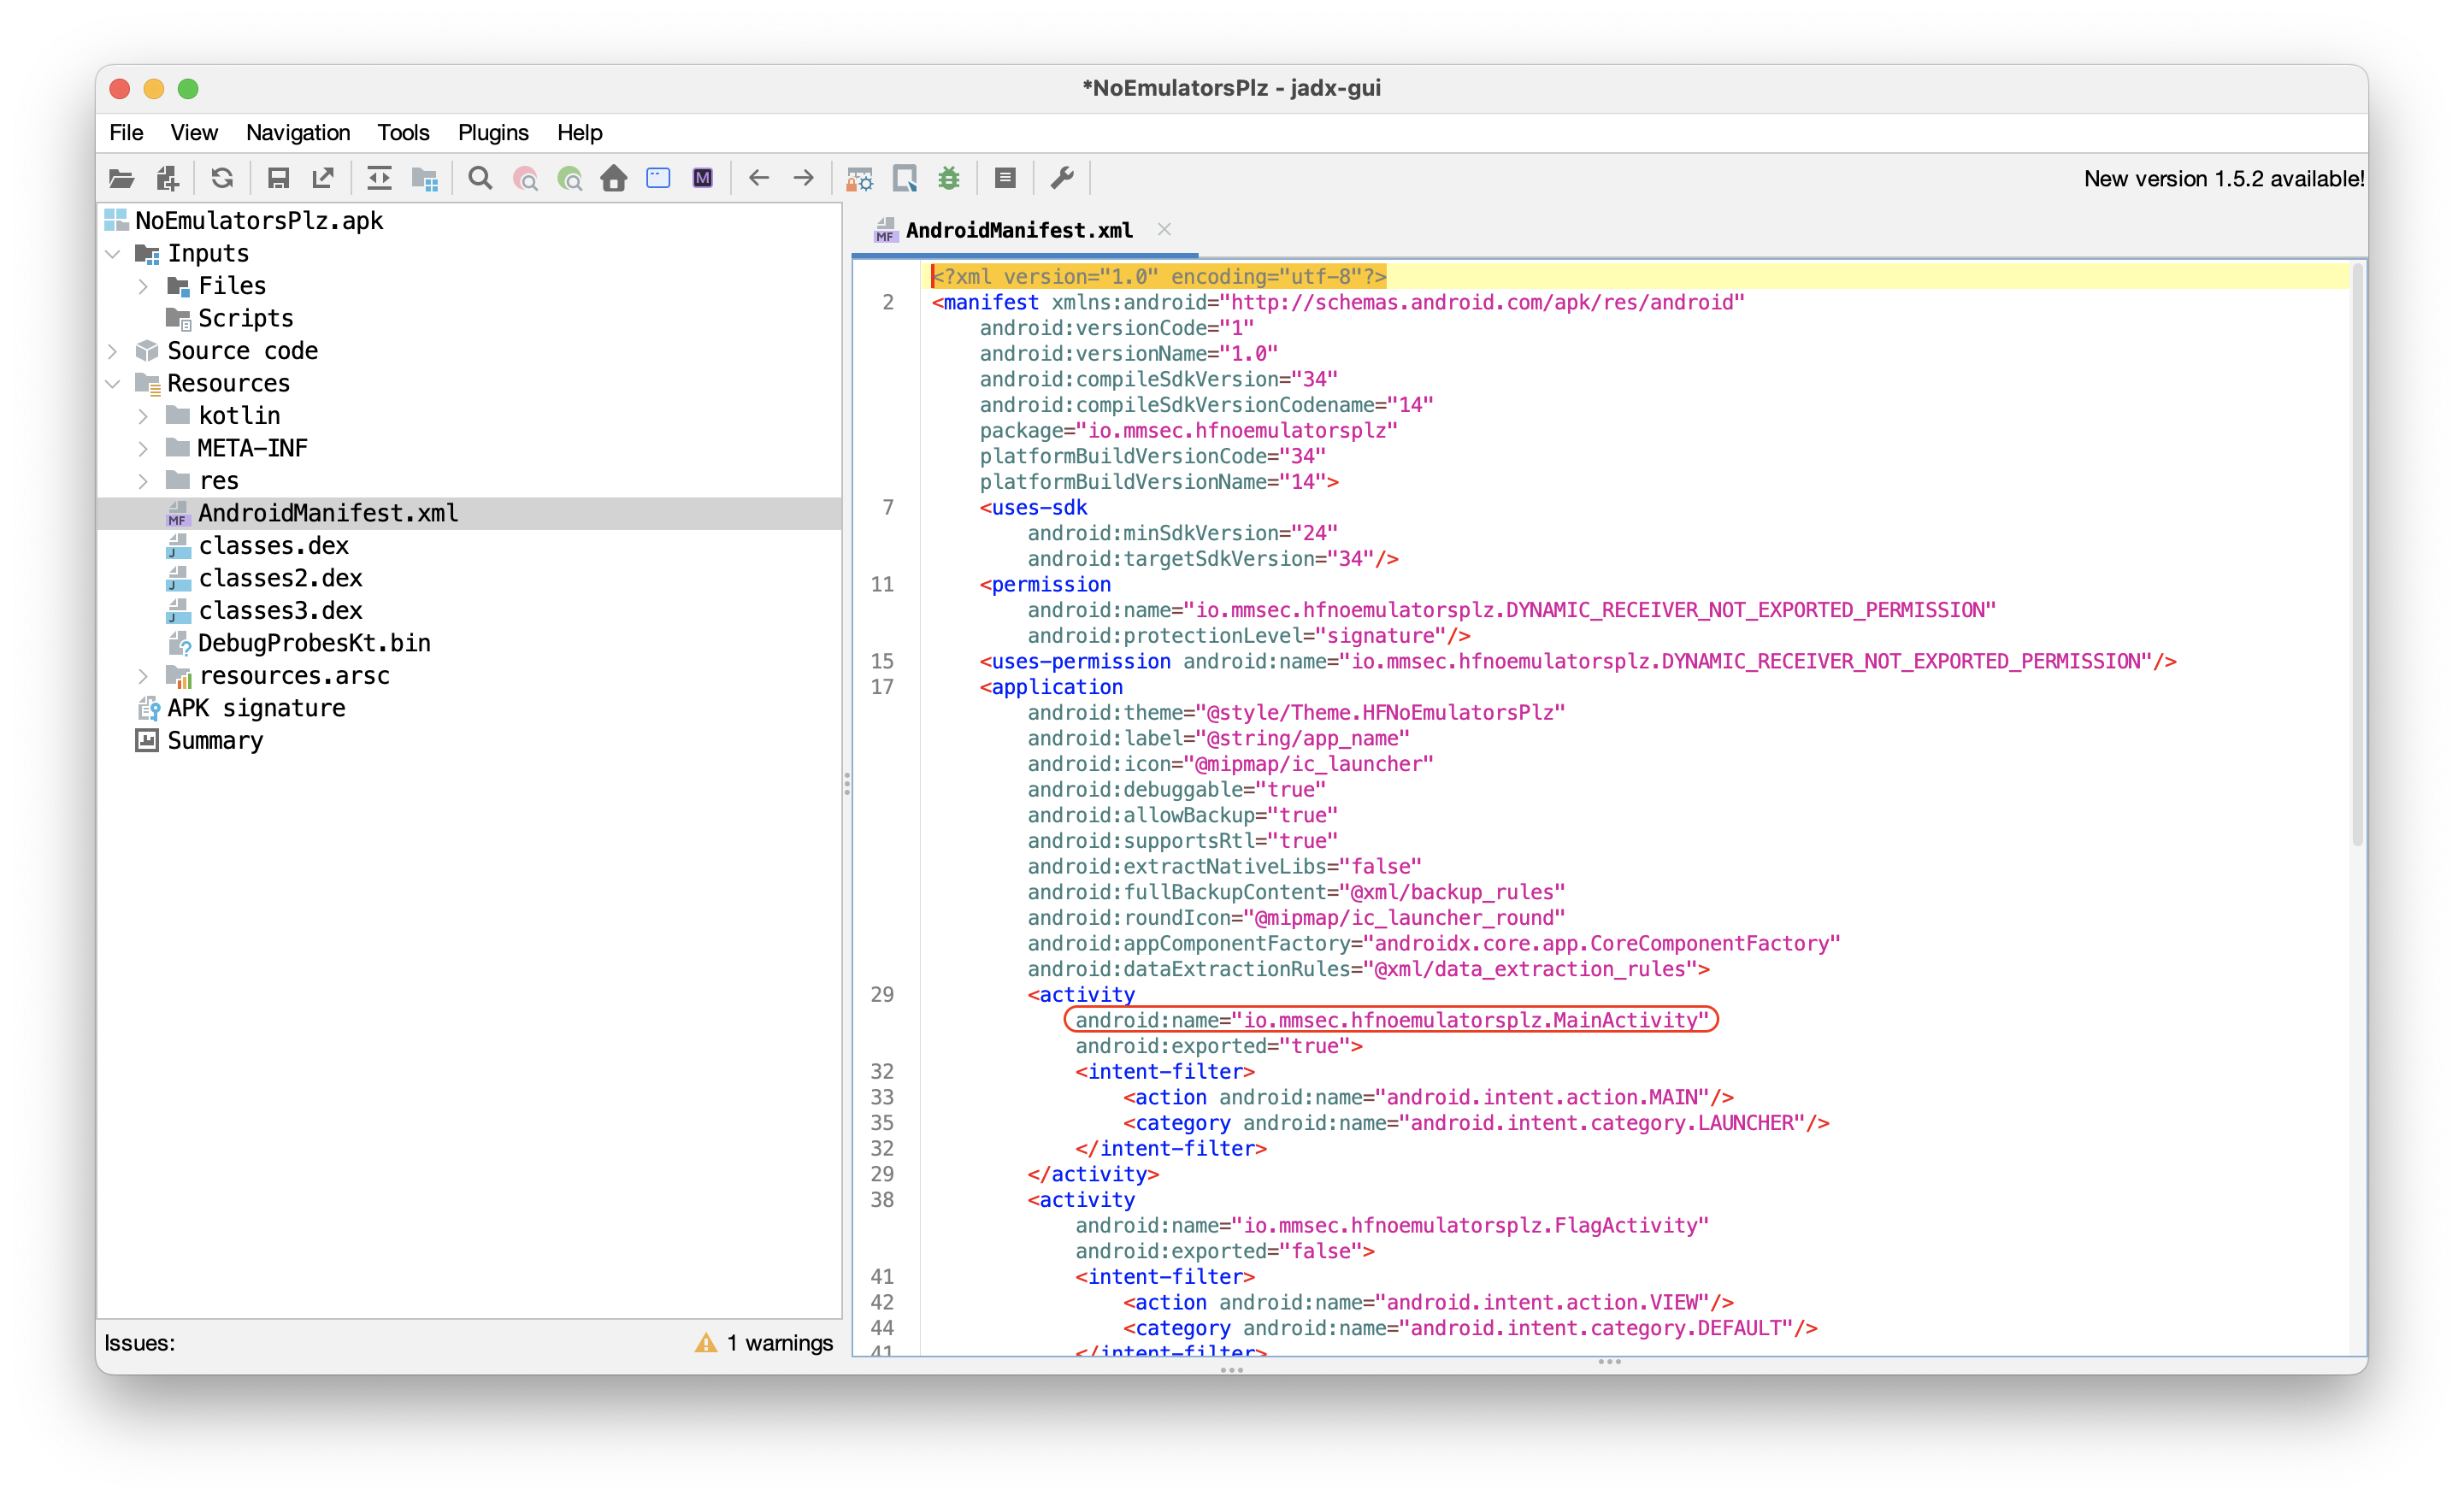 *NoEmulatorsPlz - jadx-gui
File View Navigation Tools Plugins Help
New version 1.5.2 available!
NoEmulatorsPlz.apk
Inputs
Files
Scripts
Source code
Resources
kotlin
META-INF
res
AndroidManifest.xml
classes.dex
classes2.dex
classes3.dex
DebugProbesKt.bin
resources.arsc
APK signature
Summary
Issues: 1 warnings
AndroidManifest.xml
<?xml version="1.0" encoding="utf-8"?>
2 <manifest xmlns:android="http://schemas.android.com/apk/res/android"
android:versionCode="1"
android:versionName="1.0"
android:compileSdkVersion="34"
android:compileSdkVersionCodename="14"
package="io.mmsec.hfnoemulatorsplz"
platformBuildVersionCode="34"
platformBuildVersionName="14">
7 <uses-sdk
android:minSdkVersion="24"
android:targetSdkVersion="34"/>
11 <permission
android:name="io.mmsec.hfnoemulatorsplz.DYNAMIC_RECEIVER_NOT_EXPORTED_PERMISSION"
android:protectionLevel="signature"/>
15 <uses-permission android:name="io.mmsec.hfnoemulatorsplz.DYNAMIC_RECEIVER_NOT_EXPORTED_PERMISSION"/>
17 <application
android:theme="@style/Theme.HFNoEmulatorsPlz"
android:label="@string/app_name"
android:icon="@mipmap/ic_launcher"
android:debuggable="true"
android:allowBackup="true"
android:supportsRtl="true"
android:extractNativeLibs="false"
android:fullBackupContent="@xml/backup_rules"
android:roundIcon="@mipmap/ic_launcher_round"
android:appComponentFactory="androidx.core.app.CoreComponentFactory"
android:dataExtractionRules="@xml/data_extraction_rules">
29 <activity
android:name="io.mmsec.hfnoemulatorsplz.MainActivity"
android:exported="true">
32 <intent-filter>
33 <action android:name="android.intent.action.MAIN"/>
35 <category android:name="android.intent.category.LAUNCHER"/>
32 </intent-filter>
29 </activity>
38 <activity
android:name="io.mmsec.hfnoemulatorsplz.FlagActivity"
android:exported="false">
41 <intent-filter>
42 <action android:name="android.intent.action.VIEW"/>
44 <category android:name="android.intent.category.DEFAULT"/>
41 </intent-filter>